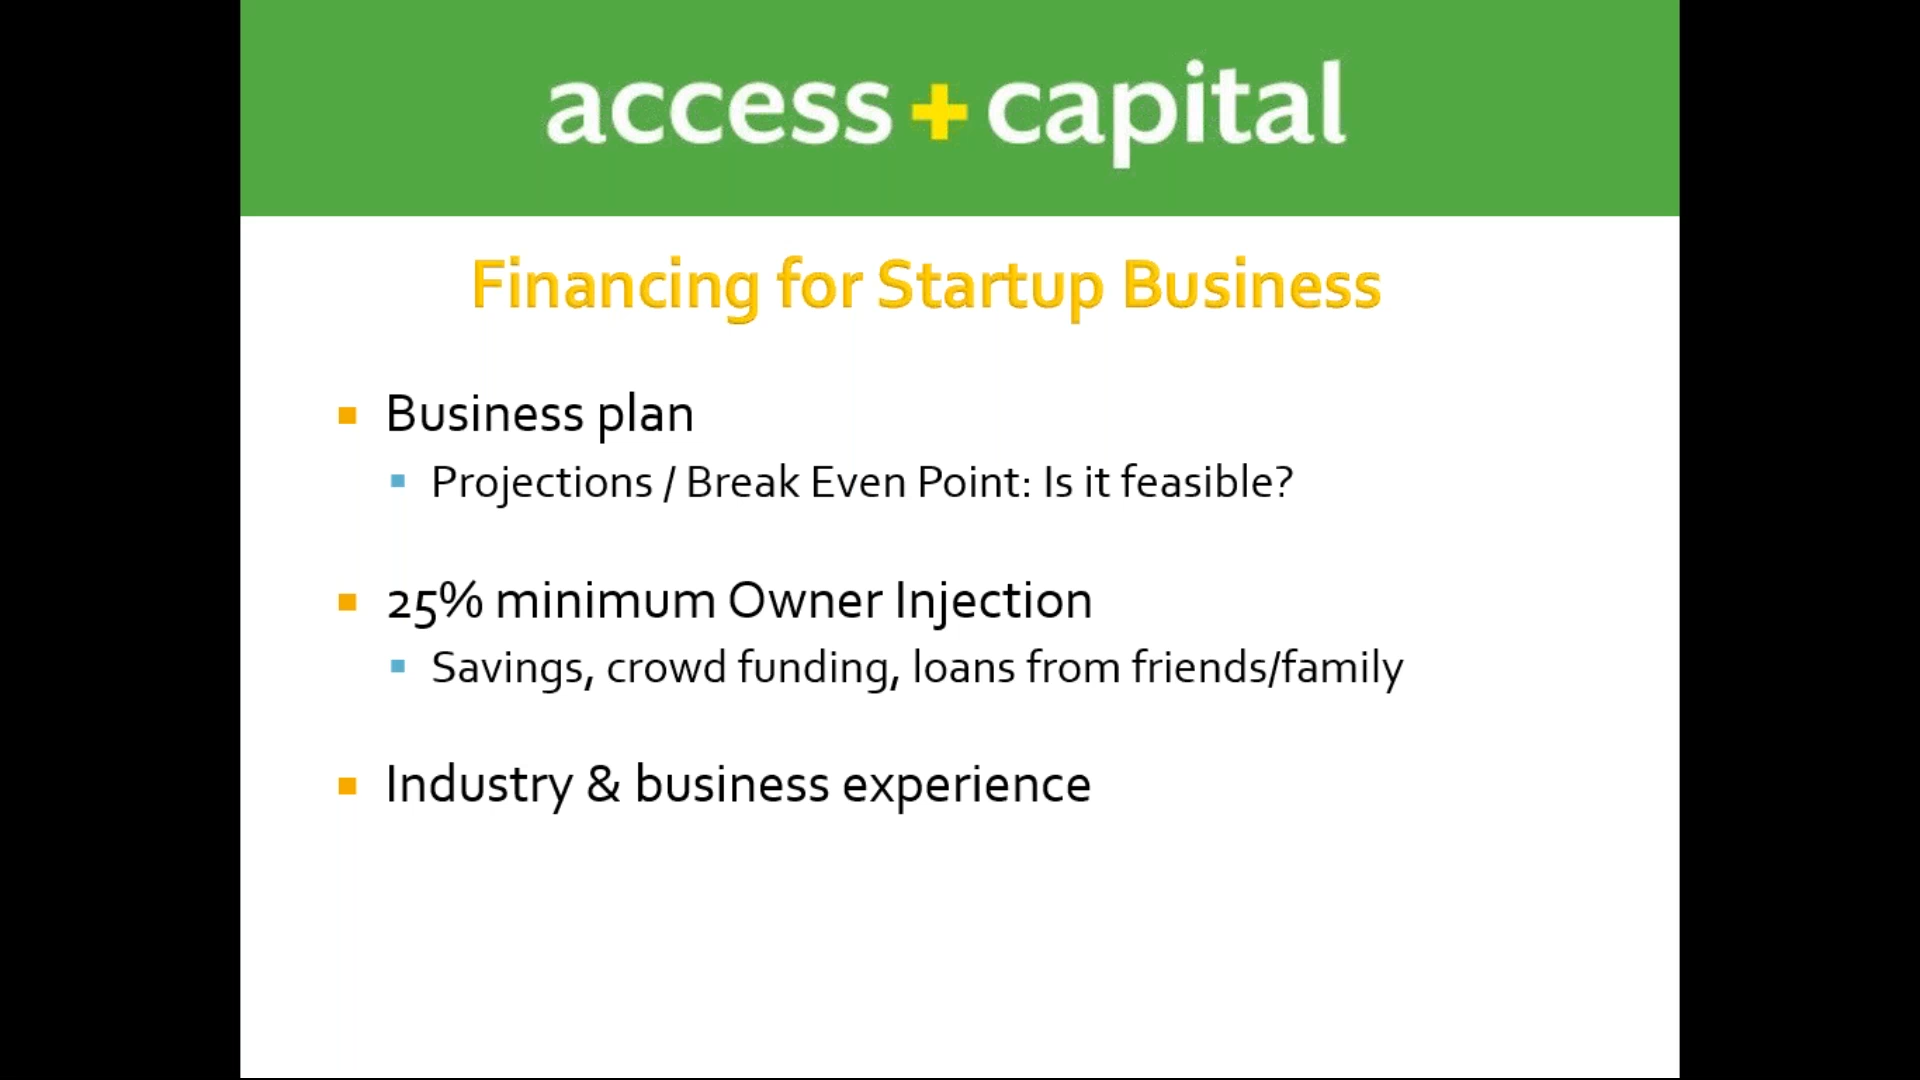 access + capital
Financing for Startup Business
Business plan
Projections / Break Even Point: Is it feasible?
25% minimum Owner Injection
Savings, crowd funding, loans from friends/family
Industry & business experience